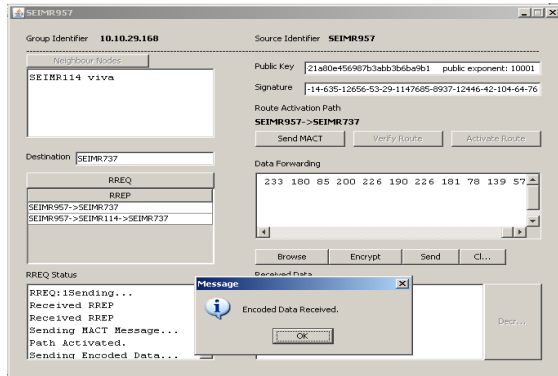 SEIMR957
Group Identifier 10.10.29.168
Source Identifier SEIMR957
Neighbour Nodes
SEIMR114 viva
Public Key 21a80e456987b3abb3b6ba9b1 public exponent: 10001
Signature -14-635-12656-53-29-1147685-8937-12446-42-104-64-76
Route Activation Path
SEIMR957->SEIMR737
Send MACT Verify Route Activate Route
Destination SEIMR737
RREQ
RREP
SEIMR957->SEIMR737
SEIMR957->SEIMR114->SEIMR737
Data Forwarding
233 180 85 200 226 190 226 181 78 139 57
Browse Encrypt Send Cl...
RREQ Status
RREQ:1Sending...
Received RREP
Received RREP
Sending MACT Message...
Path Activated.
Sending Encoded Data...
Received Data
Decr...
Message
Encoded Data Received.
OK